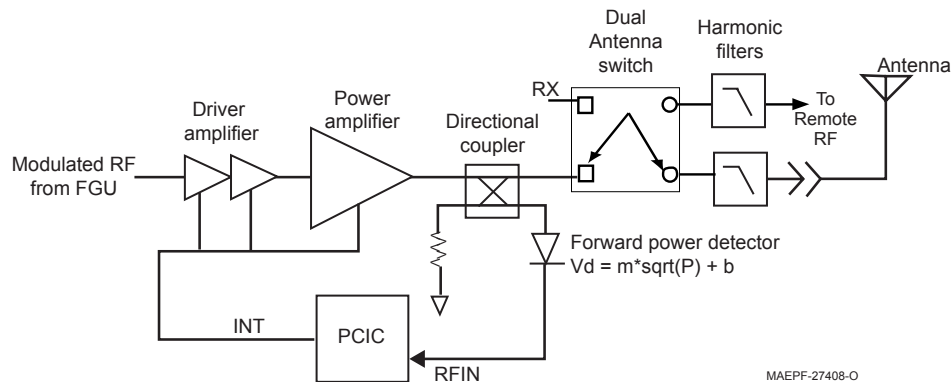 Dual
Antenna
switch
Harmonic
filters
Antenna
RX
To
Remote
RF
Power
amplifier
Driver
amplifier
Directional
coupler
Modulated RF
from FGU
Forward power detector
Vd = m*sqrt(P) + b
INT
PCIC
RFIN
MAEPF-27408-O